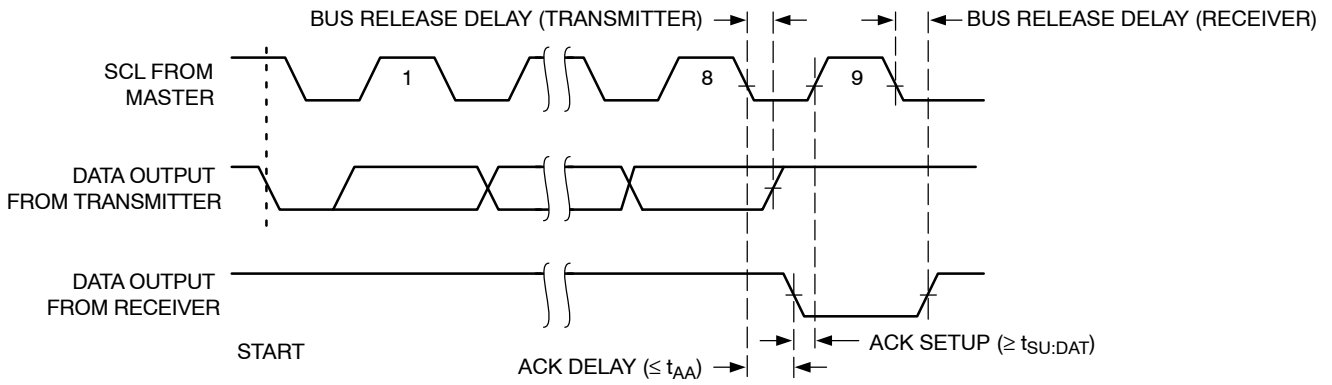 BUS RELEASE DELAY (TRANSMITTER)
BUS RELEASE DELAY (RECEIVER)
SCL FROM
MASTER
1
8
9
DATA OUTPUT
FROM TRANSMITTER
DATA OUTPUT
FROM RECEIVER
START
ACK SETUP (≥ tSU:DAT)
ACK DELAY (≤ tAA)